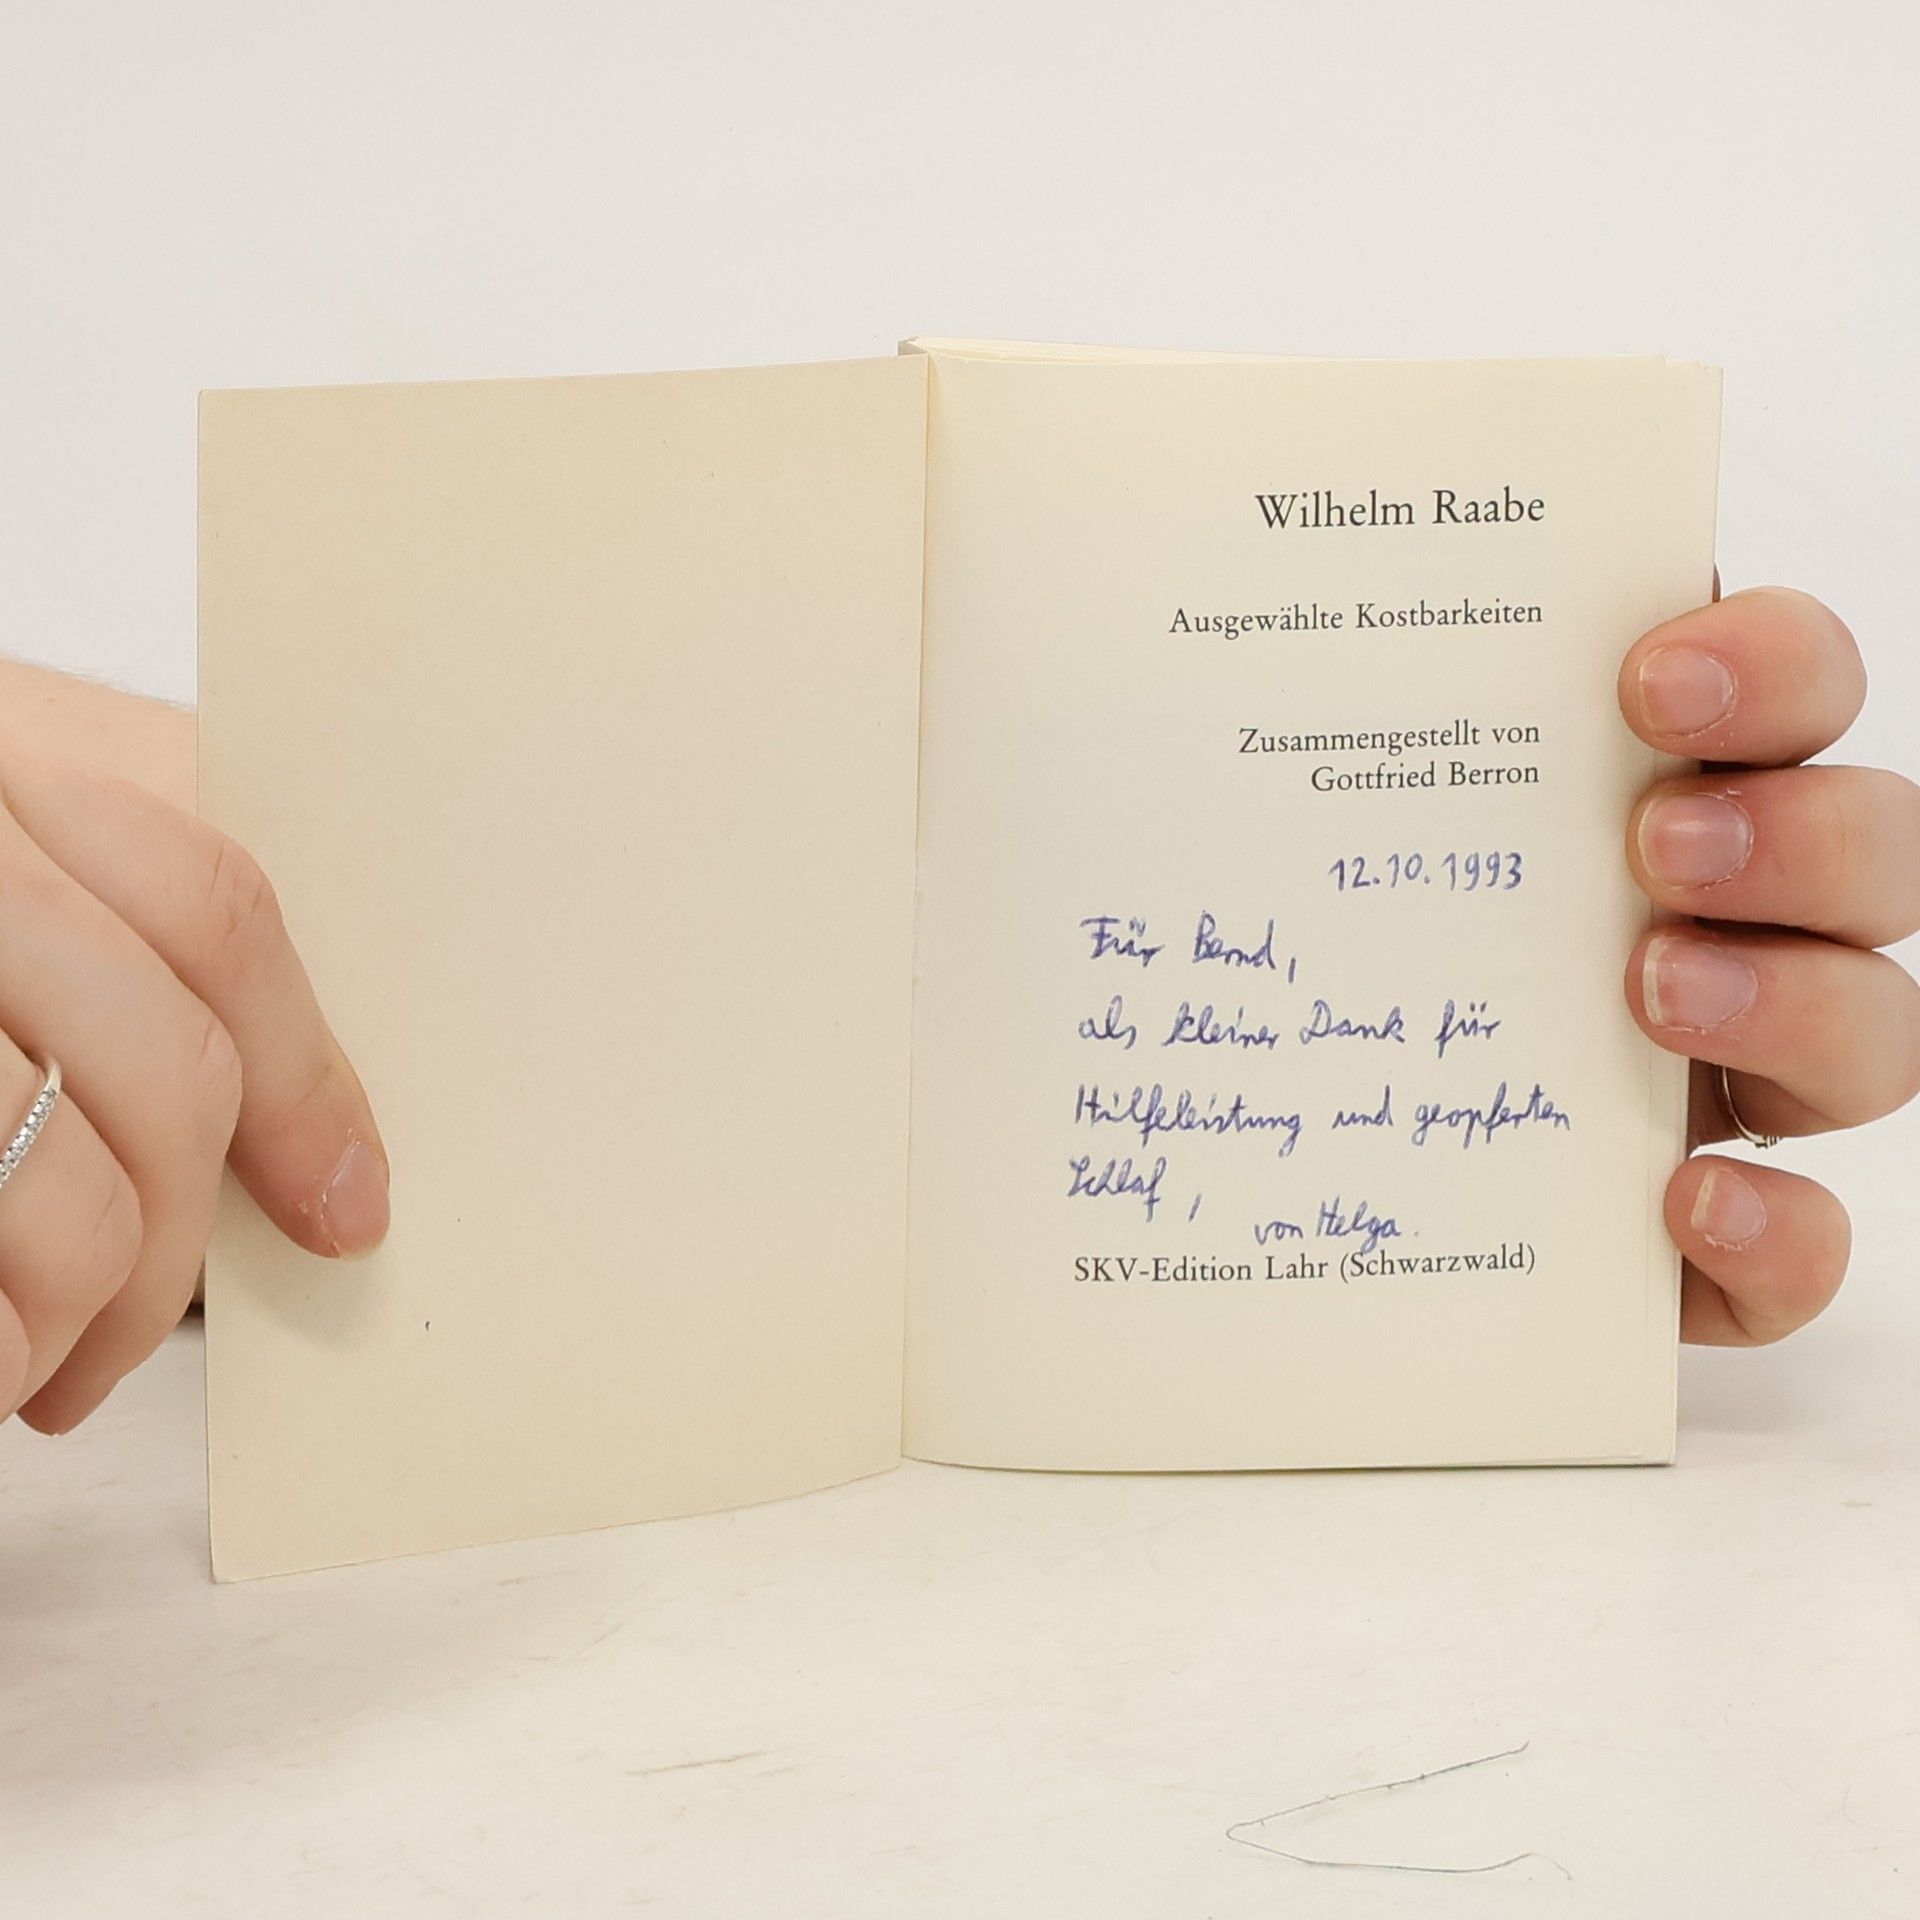 Wilhelm Raabe
Ausgewählte Kostbarkeiten
Zusammengestellt von
Gottfried Berron
12.10.1993
Für Bernd,
als kleiner Dank für
Hilfeleistung und geopferten
Schlaf,
von Helga.
SKV-Edition Lahr (Schwarzwald)